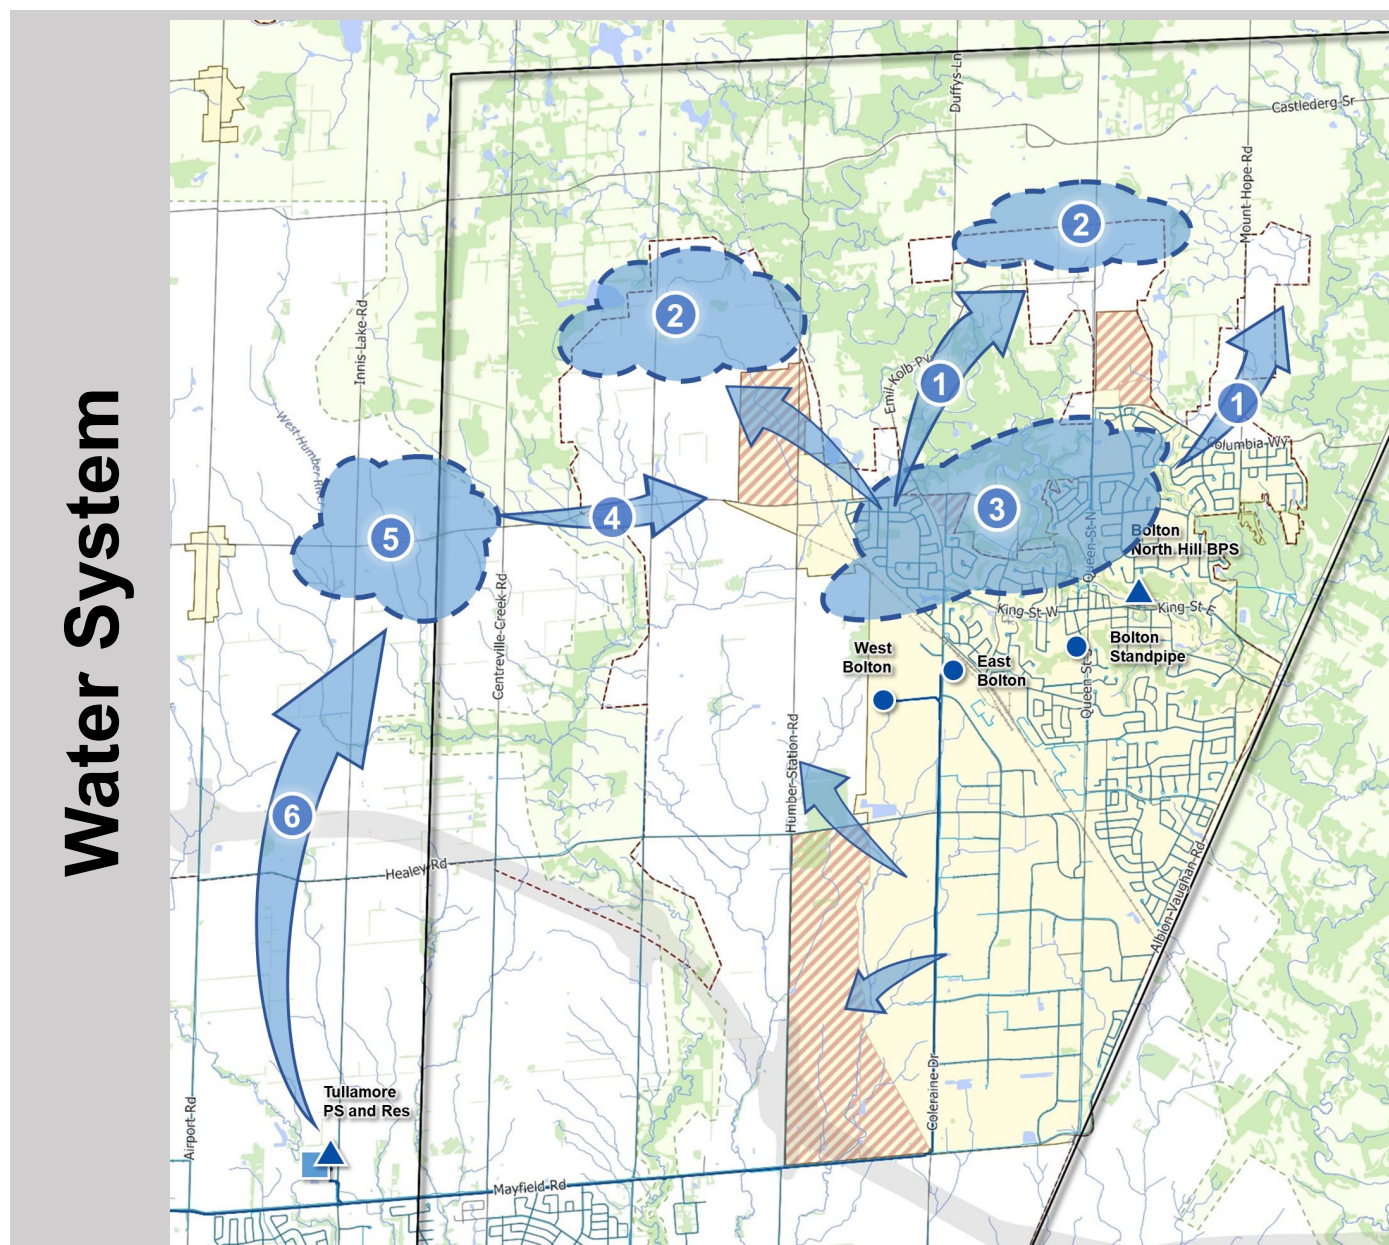 Water System
Duffys Ln
Castlederg Sr
Mount Hope Rd
2
2
Innis Lake Rd
1
Emil Kolb Py
1
West Humber River
Columbia Wy
3
4
5
Queen St N
Bolton
North Hill BPS
Centreville Creek Rd
King St W
King St E
West
Bolton
East
Bolton
Bolton
Standpipe
Queen St S
Humber Station Rd
6
Healey Rd
Albion Vaughan Rd
Tullamore
PS and Res
Airport Rd
Coleraine Dr
Mayfield Rd